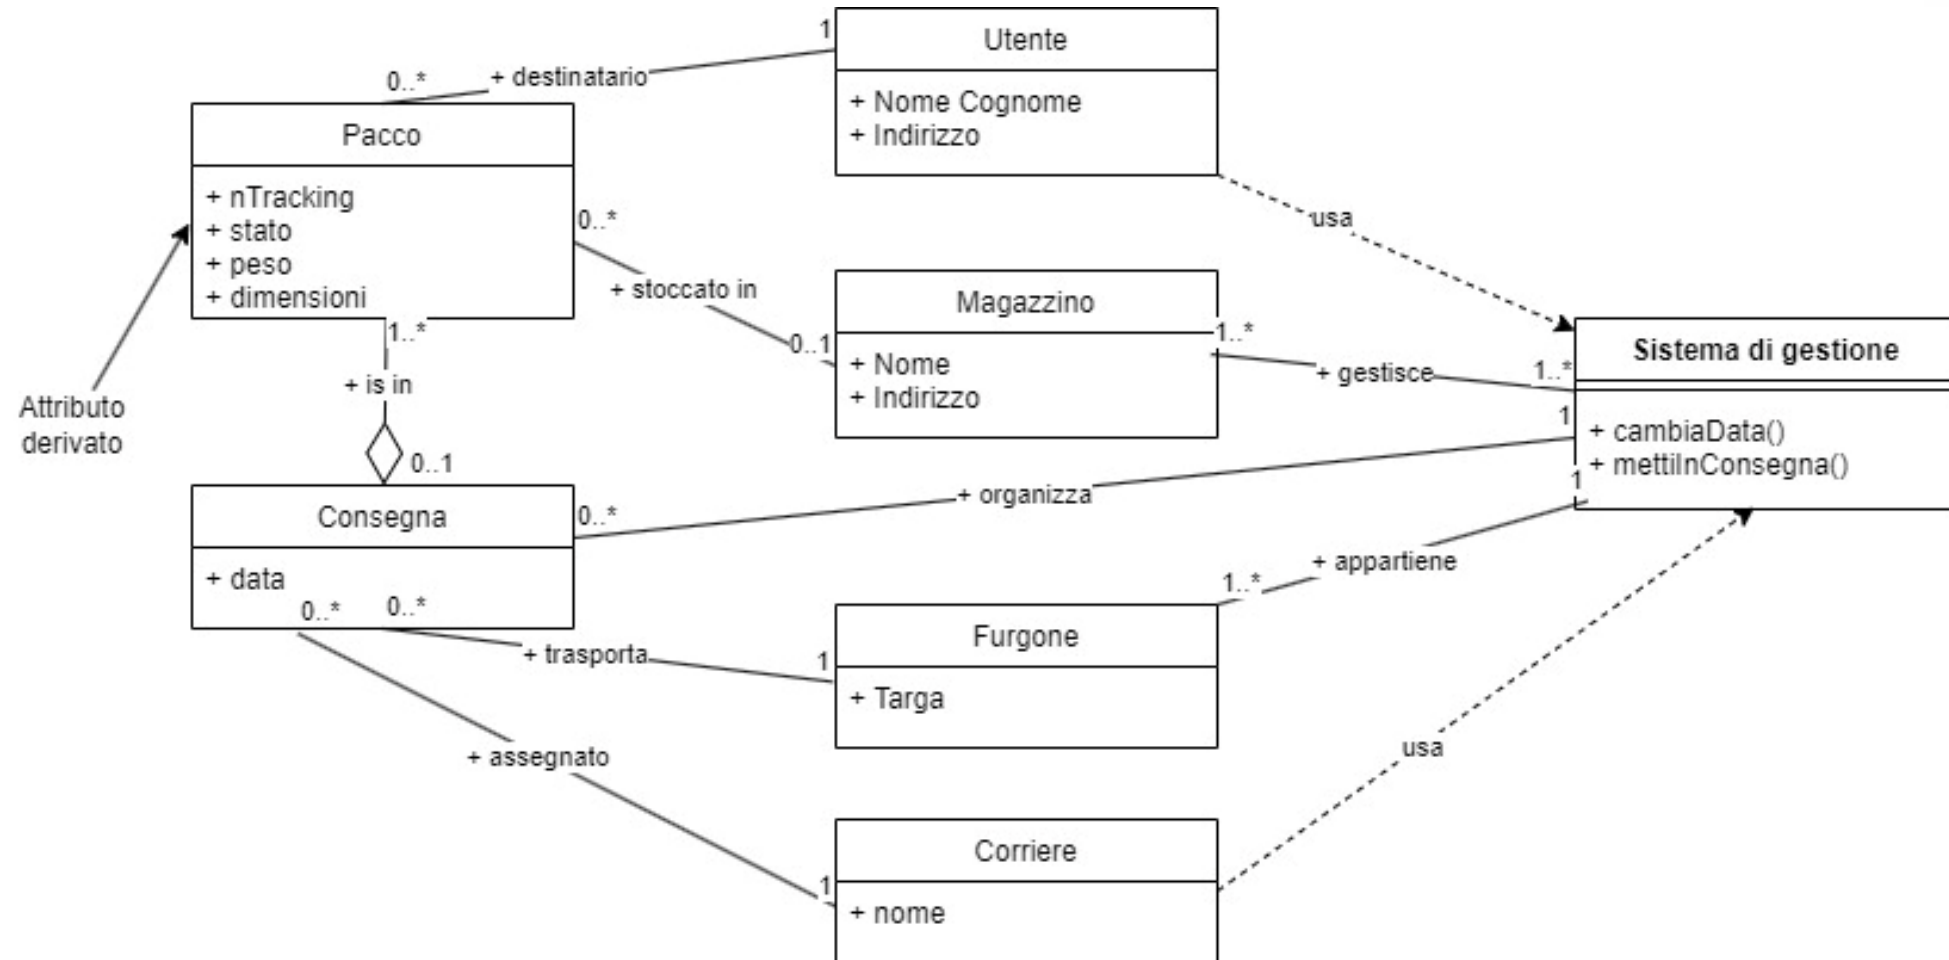 1
Utente
+ Nome Cognome
+ Indirizzo
0..*
+ destinatario
Pacco
+ nTracking
+ stato
+ peso
+ dimensioni
0..*
+ stoccato in
0..1
usa
Magazzino
+ Nome
+ Indirizzo
1..*
+ gestisce
1..*
Sistema di gestione
+ cambiaData()
+ mettiInConsegna()
1
1
1..*
+ is in
Attributo
derivato
0..1
Consegna
+ data
0..*
+ organizza
0..*
0..*
+ trasporta
1
+ appartiene
1..*
Furgone
+ Targa
+ assegnato
usa
1
Corriere
+ nome